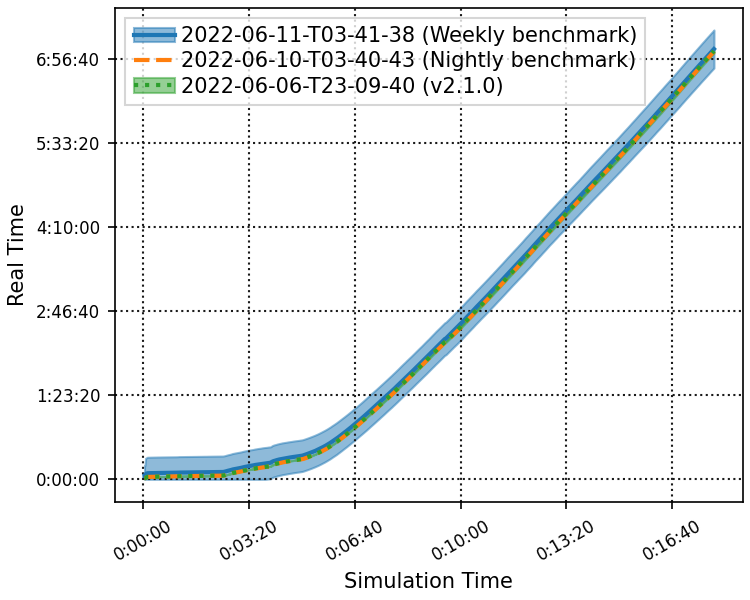 2022-06-11-T03-41-38 (Weekly benchmark)
2022-06-10-T03-40-43 (Nightly benchmark)
2022-06-06-T23-09-40 (v2.1.0)
Real Time
6:56:40
5:33:20
4:10:00
2:46:40
1:23:20
0:00:00
0:00:00
0:03:20
0:06:40
0:10:00
0:13:20
0:16:40
Simulation Time